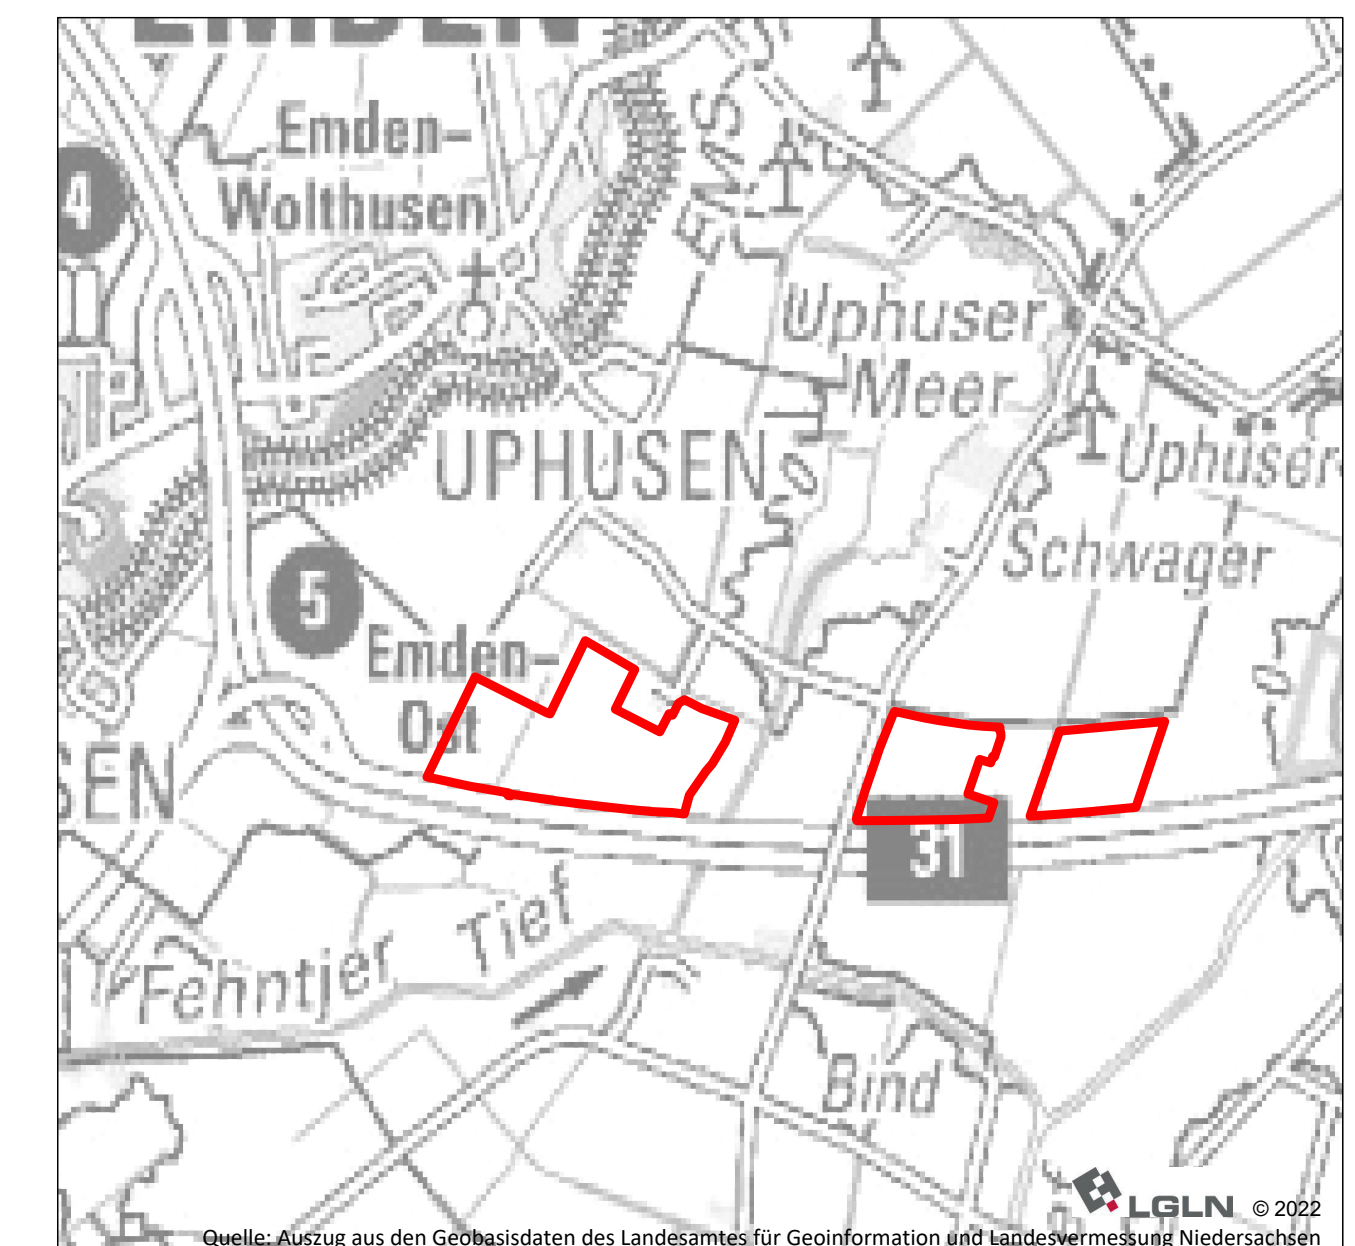 EMDEN
Emden-
Wolthusen
4
EMS
Uphuser
Meer
UPHUSEN
Uphuser
Schwager
5
Emden-
Ost
SEN
31
Fehntjer Tief
Bind
LGLN © 2022
Quelle: Auszug aus den Geobasisdaten des Landesamtes für Geoinformation und Landesvermessung Niedersachsen